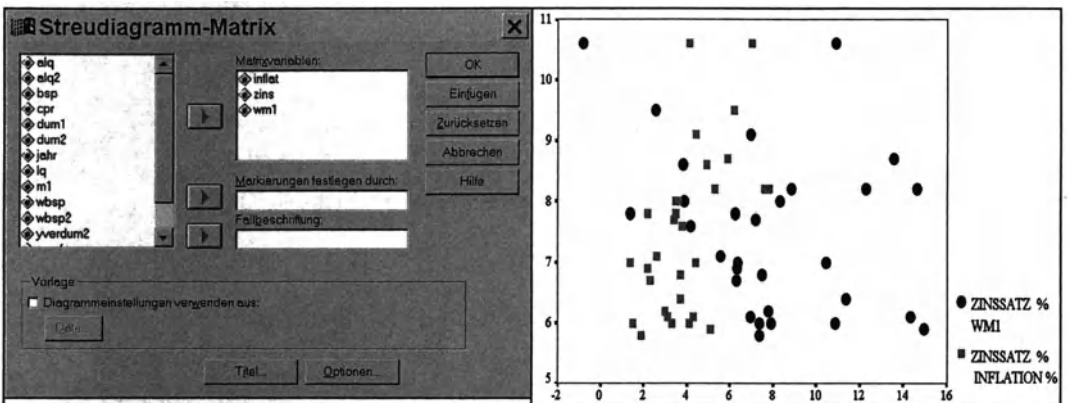 Streudiagramm-Matrix
alq
alq2
bsp
cpr
dum1
dum2
jahr
lq
m1
wbsp
wbsp2
yverdum2
Matrixvariablen:
inflat
zins
wm1
Markierungen festlegen durch:
Fallbeschriftung:
OK
Einfügen
Zurücksetzen
Abbrechen
Hilfe
Vorlage
Diagrammeinstellungen verwenden aus:
Datei...
Titel...
Optionen...
11
10
9
8
7
6
5
-2 0 2 4 6 8 10 12 14 16
ZINSSATZ %
WM1
ZINSSATZ %
INFLATION %